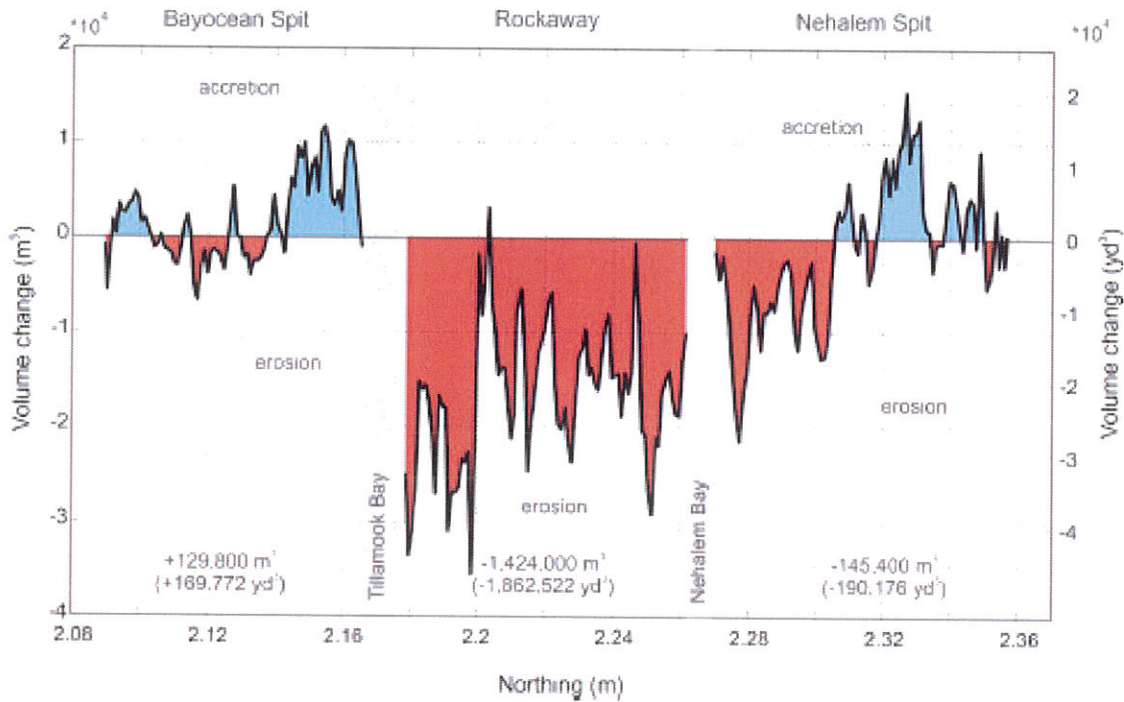 Bayocean Spit Rockaway Nehalem Spit
*10⁴ *10⁴
2
1
0
-1
-2
-3
-4
Volume change (m³)
accretion
erosion
+129,800 m³
(+169,772 yd³)
Tillamook Bay
erosion
-1,424,000 m³
(-1,862,522 yd³)
Nehalem Bay
accretion
erosion
-145,400 m³
(-190,176 yd³)
2
1
0
-1
-2
-3
-4
Volume change (yd³)
2.08 2.12 2.16 2.2 2.24 2.28 2.32 2.36
Northing (m)